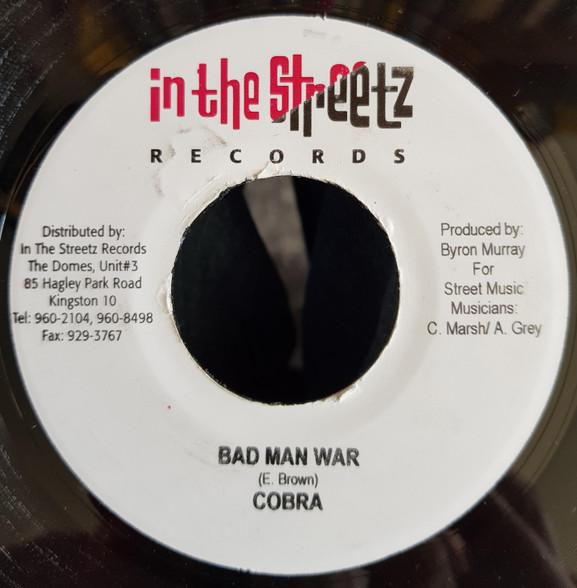 in the Streetz
RECORDS
Distributed by:
In The Streetz Records
The Domes, Unit#3
85 Hagley Park Road
Kingston 10
Tel: 960-2104, 960-8498
Fax: 929-3767
Produced by:
Byron Murray
For
Street Music
Musicians:
C. Marsh/ A. Grey
BAD MAN WAR
(E. Brown)
COBRA